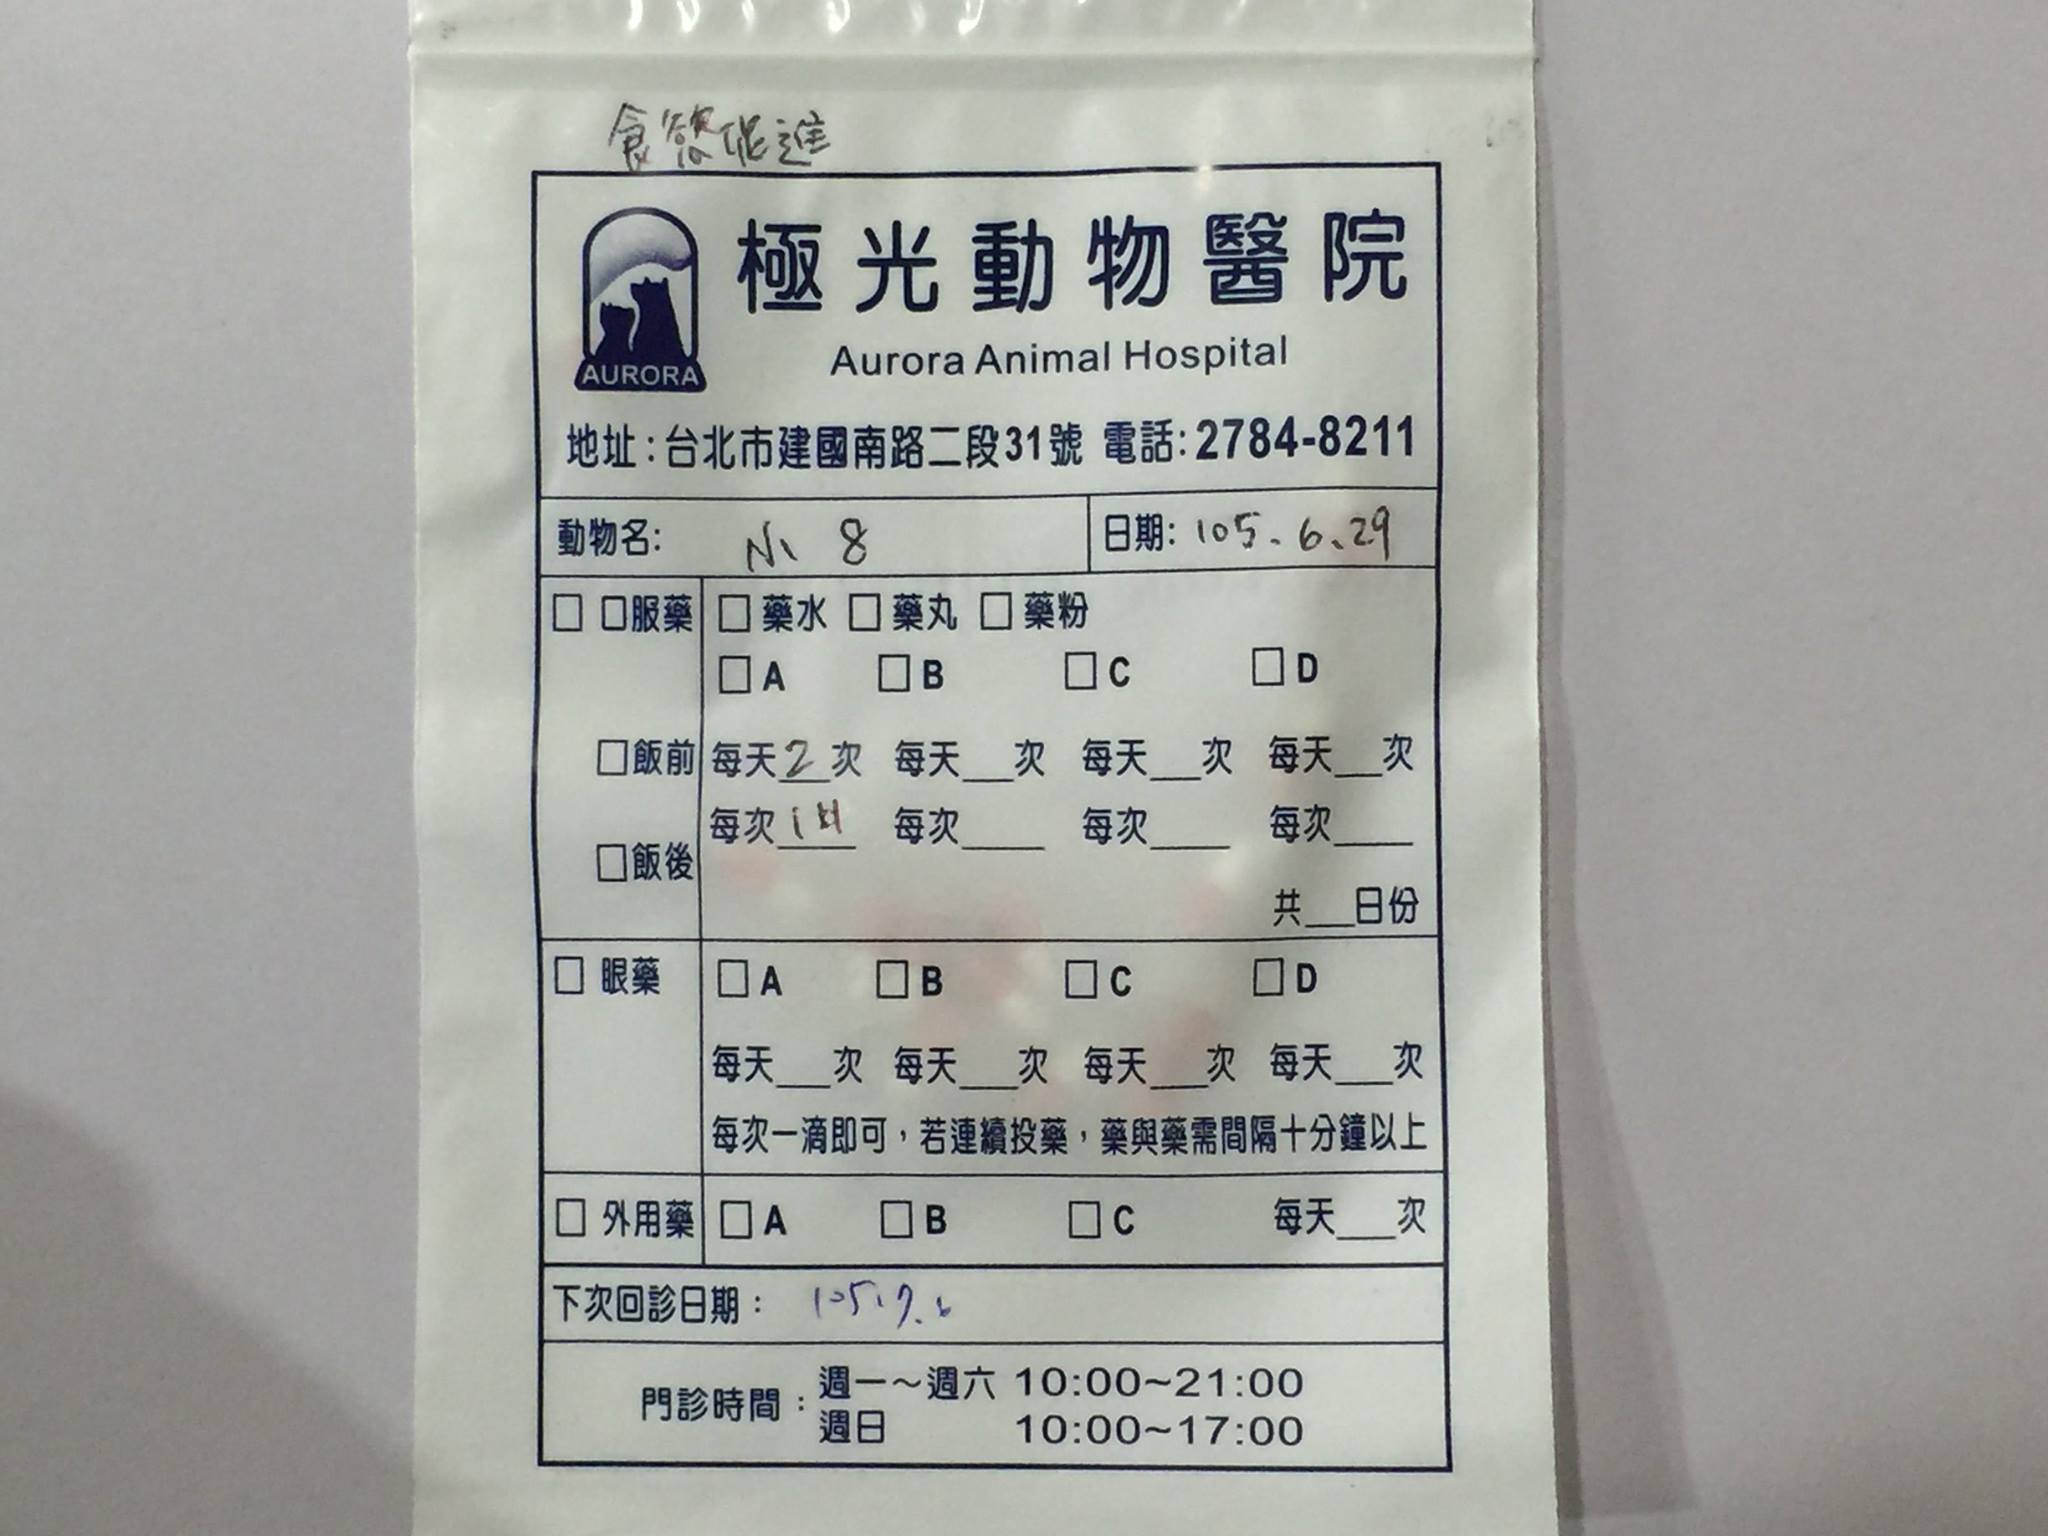 食慾促進
極光動物醫院
AURORA
Aurora Animal Hospital
地址:台北市建國南路二段31號 電話:2784-8211
動物名: 8 日期: 105.6.29
□ 口服藥 □ 藥水 □ 藥丸 □ 藥粉
□ A □ B □ C □ D
□飯前 每天2次 每天__次 每天__次 每天__次
每次1 每次___ 每次___ 每次___
□飯後
共__日份
□ 眼藥 □ A □ B □ C □ D
每天__次 每天__次 每天__次 每天__次
每次一滴即可，若連續投藥，藥與藥需間隔十分鐘以上
□ 外用藥 □ A □ B □ C 每天__次
下次回診日期： 105.7.6
門診時間：週一～週六 10:00~21:00
週日 10:00~17:00